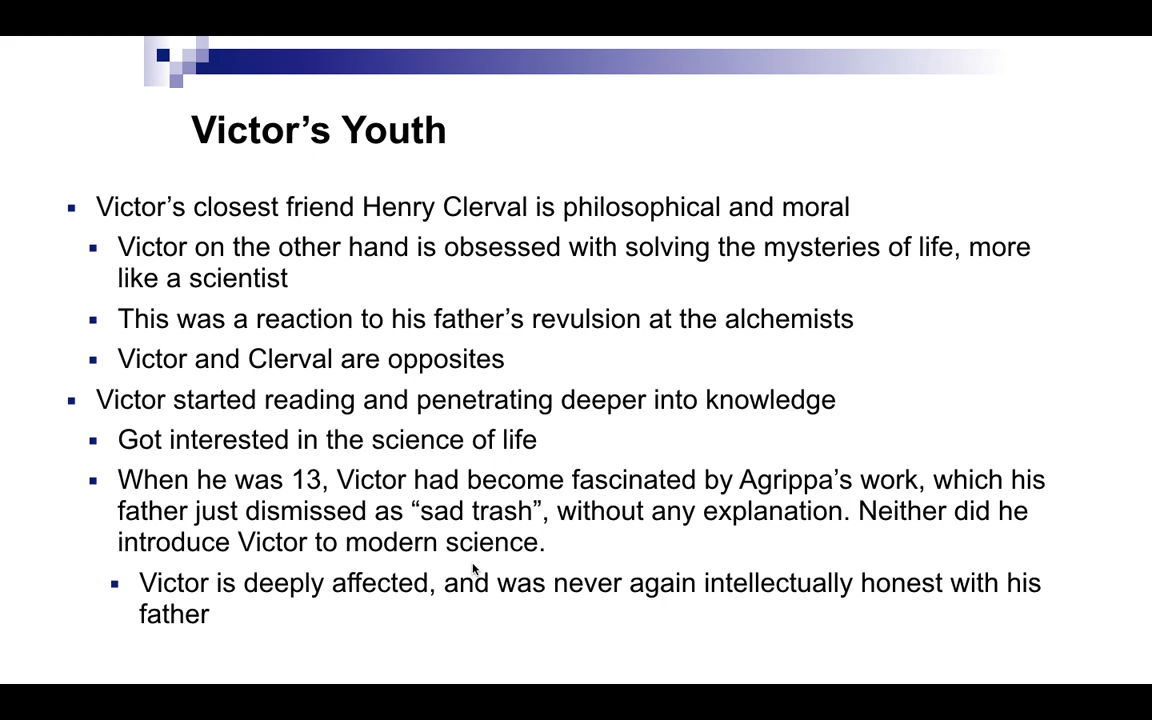 Victor’s Youth
▪ Victor’s closest friend Henry Clerval is philosophical and moral
▪ Victor on the other hand is obsessed with solving the mysteries of life, more
like a scientist
▪ This was a reaction to his father’s revulsion at the alchemists
▪ Victor and Clerval are opposites
▪ Victor started reading and penetrating deeper into knowledge
▪ Got interested in the science of life
▪ When he was 13, Victor had become fascinated by Agrippa’s work, which his
father just dismissed as “sad trash”, without any explanation. Neither did he
introduce Victor to modern science.
▪ Victor is deeply affected, and was never again intellectually honest with his
father